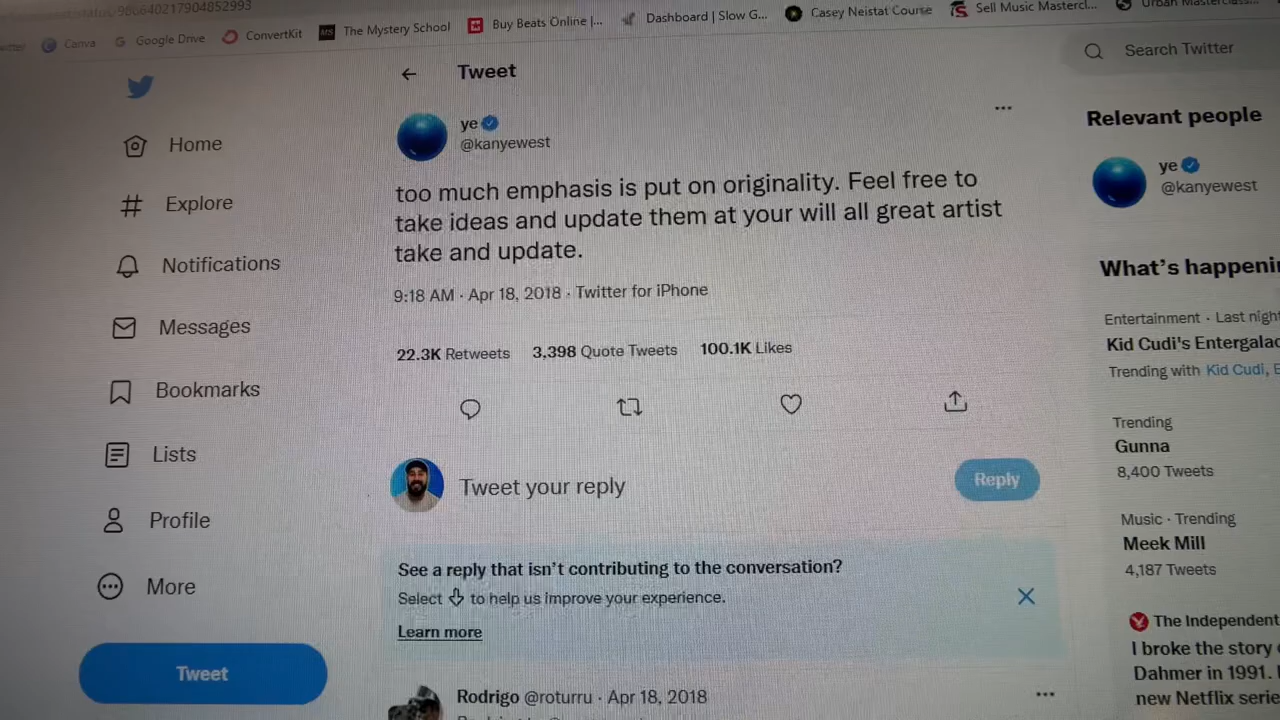 980640217904852993
Canva
Google Drive
ConvertKit
The Mystery School
Buy Beats Online |...
Dashboard | Slow G...
Casey Neistat Course
Sell Music Mastercl...
Urban
Tweet
Search Twitter
Home
Explore
Notifications
Messages
Bookmarks
Lists
Profile
More
Tweet
ye
@kanyewest
too much emphasis is put on originality. Feel free to
take ideas and update them at your will all great artist
take and update.
9:18 AM · Apr 18, 2018 · Twitter for iPhone
22.3K Retweets 3,398 Quote Tweets 100.1K Likes
Tweet your reply
Reply
See a reply that isn’t contributing to the conversation?
Select to help us improve your experience.
Learn more
Rodrigo @roturru · Apr 18, 2018
Relevant people
ye
@kanyewest
What’s happeni
Entertainment · Last night
Kid Cudi's Entergalac
Trending with Kid Cudi, E
Trending
Gunna
8,400 Tweets
Music · Trending
Meek Mill
4,187 Tweets
The Independent
I broke the story
Dahmer in 1991.
new Netflix serie